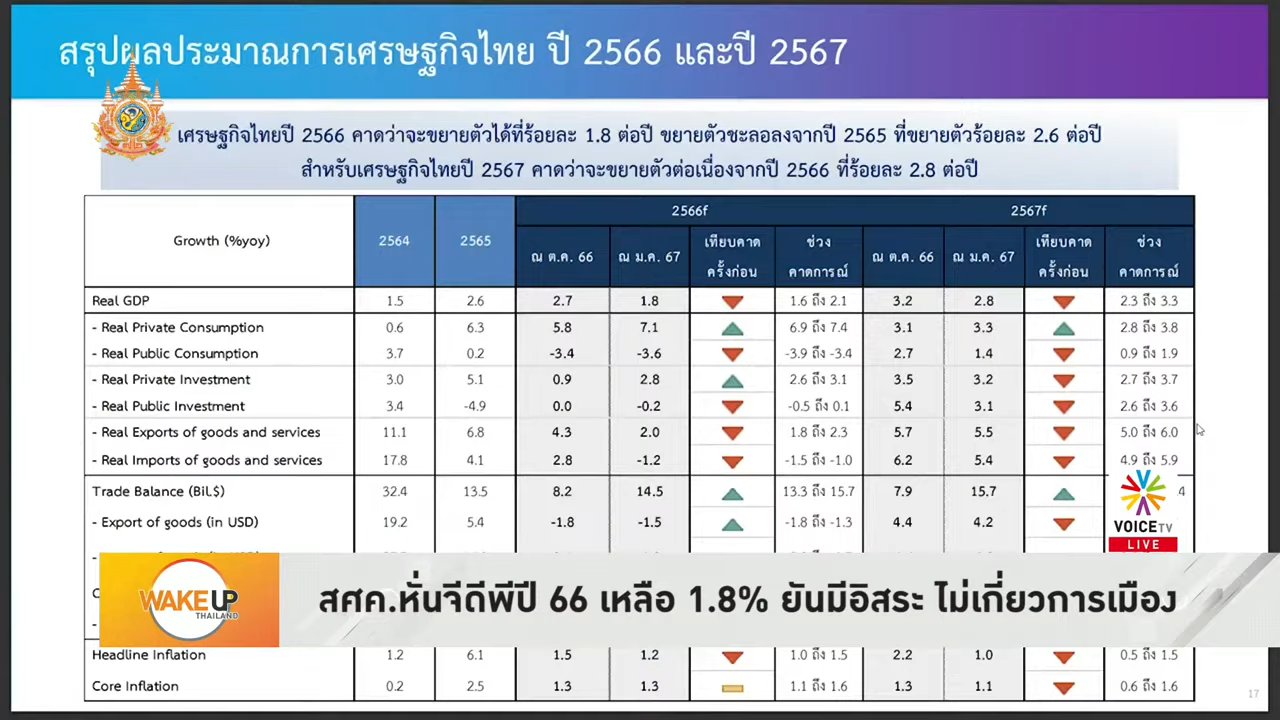 สรุปผลประมาณการเศรษฐกิจไทย ปี 2566 และปี 2567
เศรษฐกิจไทยปี 2566 คาดว่าจะขยายตัวได้ที่ร้อยละ 1.8 ต่อปี ขยายตัวชะลอลงจากปี 2565 ที่ขยายตัวร้อยละ 2.6 ต่อปี
สำหรับเศรษฐกิจไทยปี 2567 คาดว่าจะขยายตัวต่อเนื่องจากปี 2566 ที่ร้อยละ 2.8 ต่อปี
Growth (%yoy) 2564 2565 2566f 2567f
ณ ต.ค. 66 ณ ม.ค. 67 เทียบคาดครั้งก่อน ช่วงคาดการณ์ ณ ต.ค. 66 ณ ม.ค. 67 เทียบคาดครั้งก่อน ช่วงคาดการณ์
Real GDP 1.5 2.6 2.7 1.8 1.6 ถึง 2.1 3.2 2.8 2.3 ถึง 3.3
- Real Private Consumption 0.6 6.3 5.8 7.1 6.9 ถึง 7.4 3.1 3.3 2.8 ถึง 3.8
- Real Public Consumption 3.7 0.2 -3.4 -3.6 -3.9 ถึง -3.4 2.7 1.4 0.9 ถึง 1.9
- Real Private Investment 3.0 5.1 0.9 2.8 2.6 ถึง 3.1 3.5 3.2 2.7 ถึง 3.7
- Real Public Investment 3.4 -4.9 0.0 -0.2 -0.5 ถึง 0.1 5.4 3.1 2.6 ถึง 3.6
- Real Exports of goods and services 11.1 6.8 4.3 2.0 1.8 ถึง 2.3 5.7 5.5 5.0 ถึง 6.0
- Real Imports of goods and services 17.8 4.1 2.8 -1.2 -1.5 ถึง -1.0 6.2 5.4 4.9 ถึง 5.9
Trade Balance (Bil.$) 32.4 13.5 8.2 14.5 13.3 ถึง 15.7 7.9 15.7 4
- Export of goods (in USD) 19.2 5.4 -1.8 -1.5 -1.8 ถึง -1.3 4.4 4.2
VOICE TV
LIVE
WAKE UP
THAILAND
สศค.หั่นจีดีพีปี 66 เหลือ 1.8% ยันมีอิสระ ไม่เกี่ยวการเมือง
Headline Inflation 1.2 6.1 1.5 1.2 1.0 ถึง 1.5 2.2 1.0 0.5 ถึง 1.5
Core Inflation 0.2 2.5 1.3 1.3 1.1 ถึง 1.6 1.3 1.1 0.6 ถึง 1.6
17